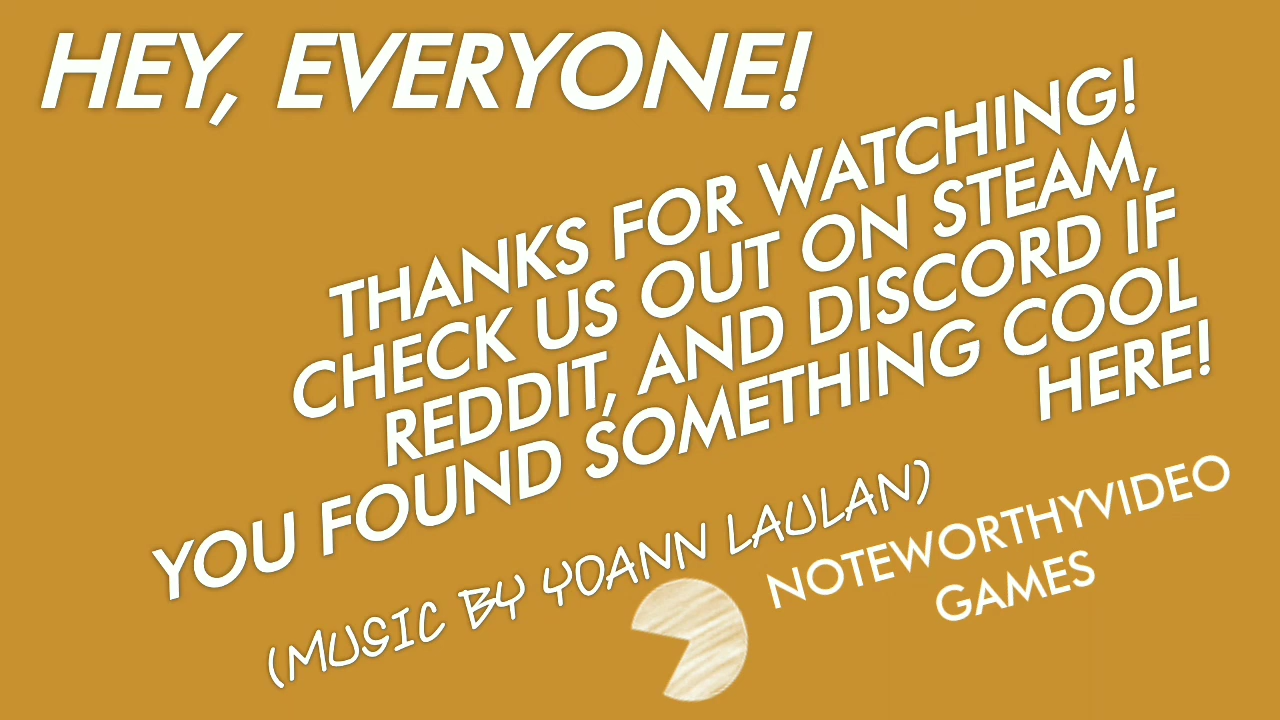 HEY, EVERYONE!
THANKS FOR WATCHING!
CHECK US OUT ON STEAM,
REDDIT, AND DISCORD IF
YOU FOUND SOMETHING COOL
HERE!
(MUSIC BY YOANN LAULAN)
NOTEWORTHYVIDEO
GAMES